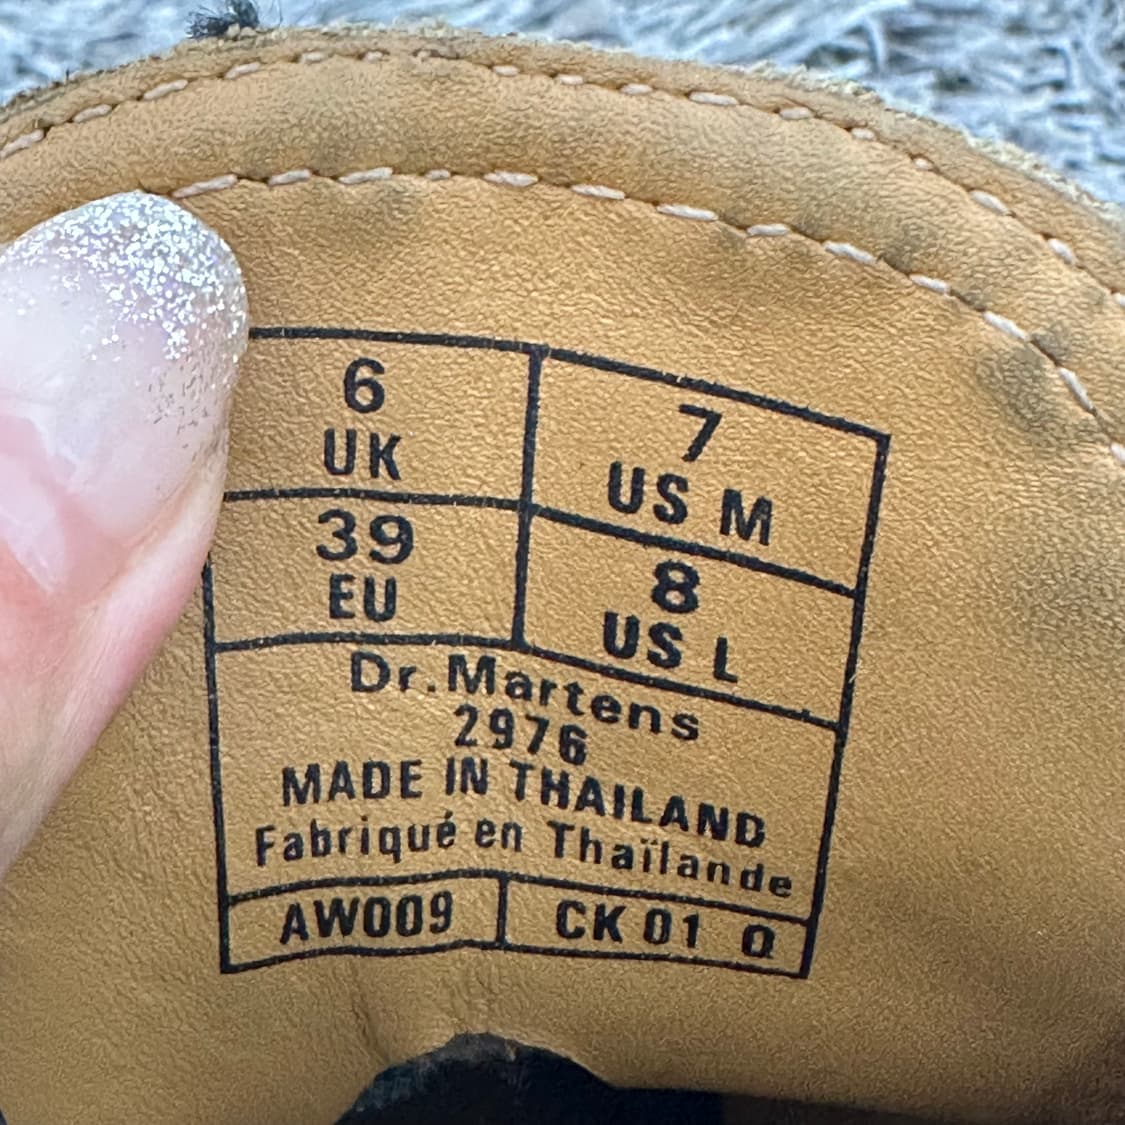 6
UK
7
US M
39
EU
8
US L
Dr.Martens
2976
MADE IN THAILAND
Fabriqué en Thaïlande
AW009
CK 01 Q